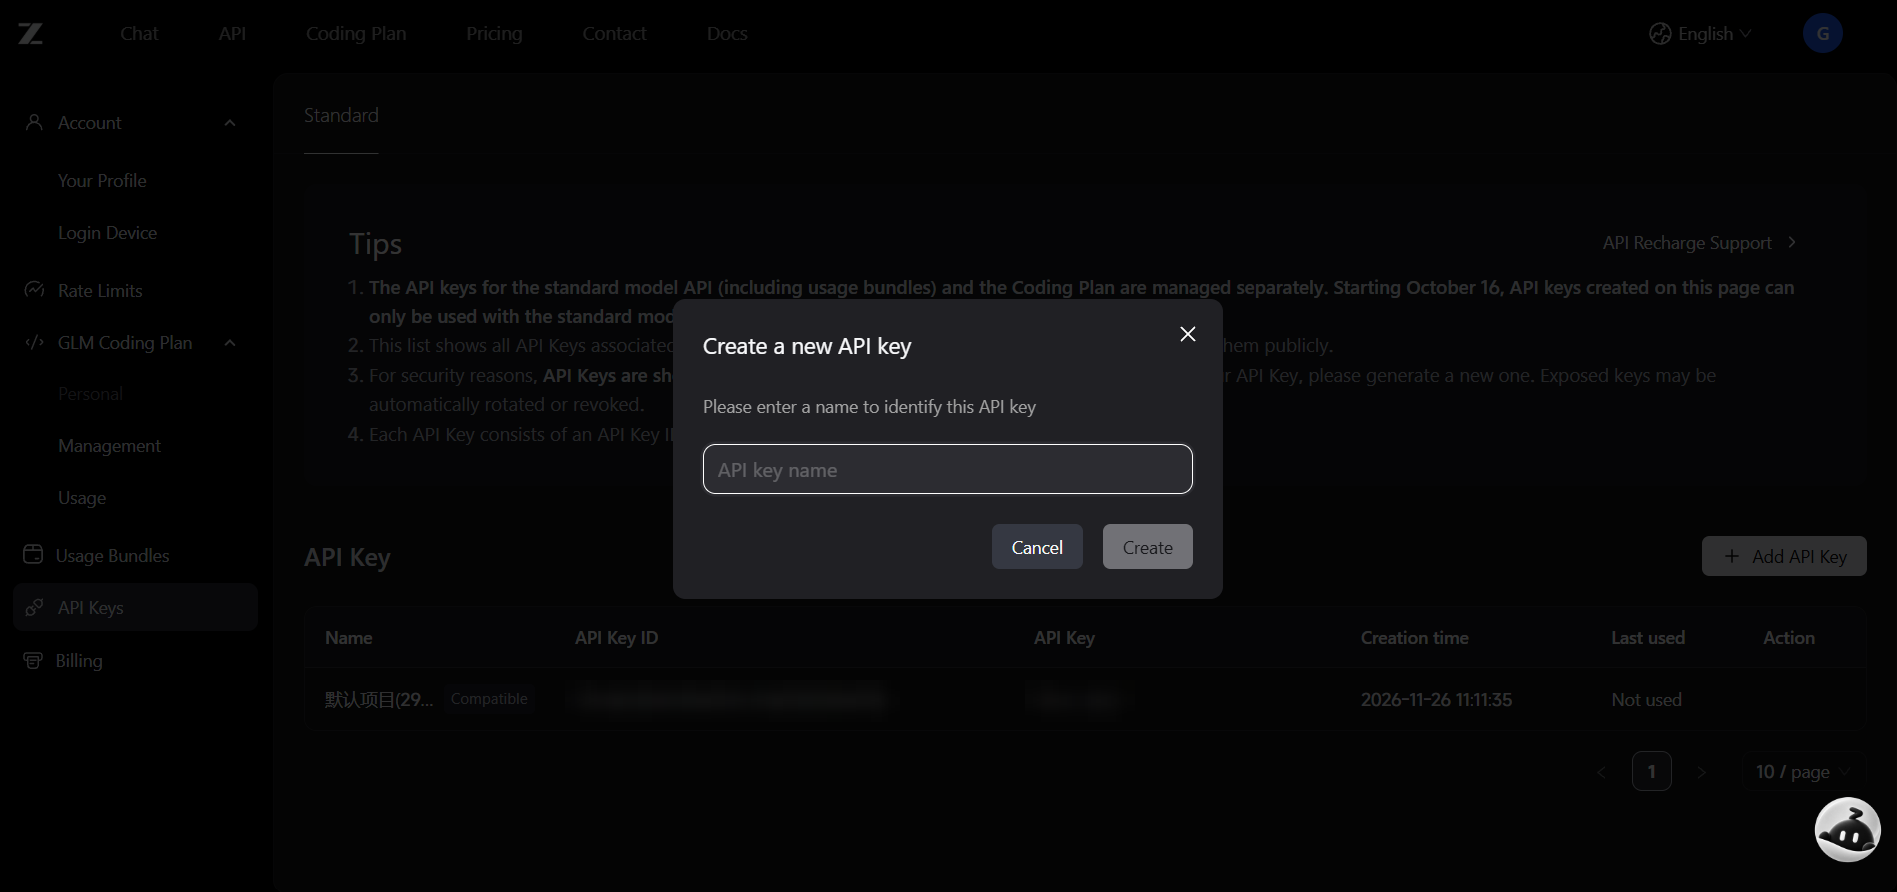 Chat API Coding Plan Pricing Contact Docs English G
Account
Your Profile
Login Device
Rate Limits
GLM Coding Plan
Personal
Management
Usage
Usage Bundles
API Keys
Billing
Standard
Tips
API Recharge Support
1. The API keys for the standard model API (including usage bundles) and the Coding Plan are managed separately. Starting October 16, API keys created on this page can
only be used with the standard mod
2. This list shows all API Keys associated hem publicly.
3. For security reasons, API Keys are sh r API Key, please generate a new one. Exposed keys may be
automatically rotated or revoked.
4. Each API Key consists of an API Key I
Create a new API key
Please enter a name to identify this API key
API key name
Cancel Create
API Key
+ Add API Key
Name API Key ID API Key Creation time Last used Action
默认项目(29... Compatible 2026-11-26 11:11:35 Not used
1 10 / page